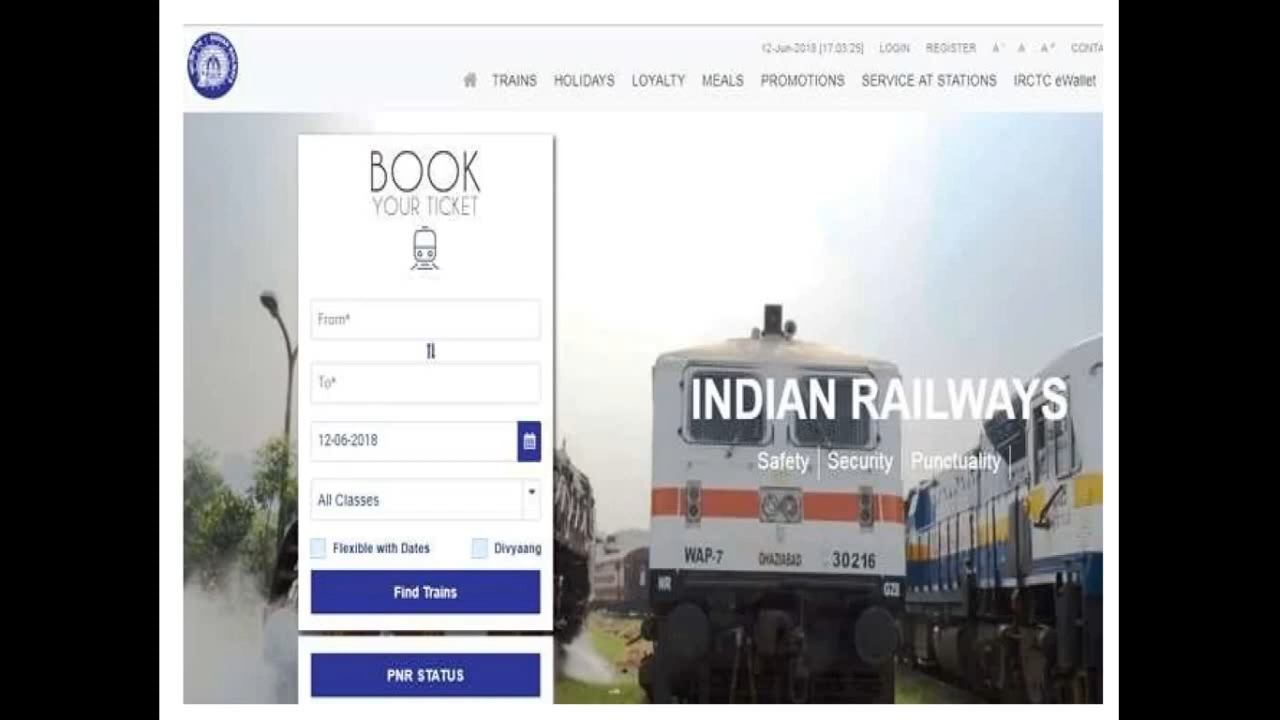 12-Jun-2018 [17:03:25] LOGIN REGISTER A- A A+ CONTA
TRAINS HOLIDAYS LOYALTY MEALS PROMOTIONS SERVICE AT STATIONS IRCTC eWallet
BOOK
YOUR TICKET
From*
To*
12-06-2018
All Classes
Flexible with Dates Divyaang
Find Trains
PNR STATUS
INDIAN RAILWAYS
Safety Security Punctuality
WAP-7 GHAZIABAD 30216
NR GZB